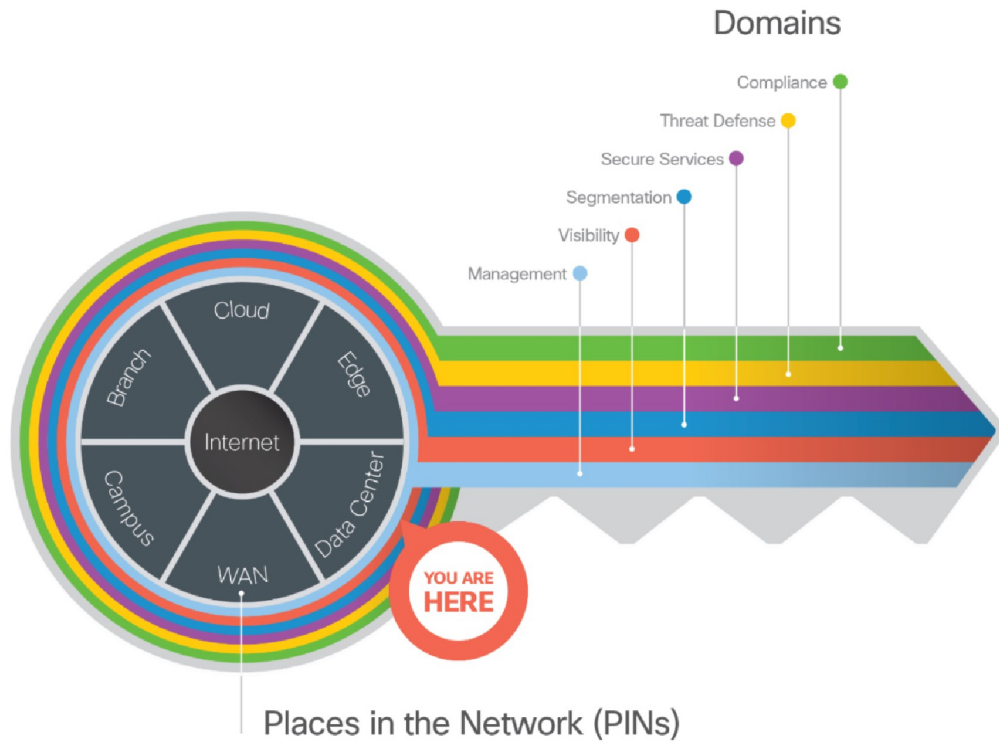 Domains
Compliance
Threat Defense
Secure Services
Segmentation
Visibility
Management
Cloud
Edge
Branch
Internet
Campus
Data Center
WAN
YOU ARE
HERE
Places in the Network (PINs)